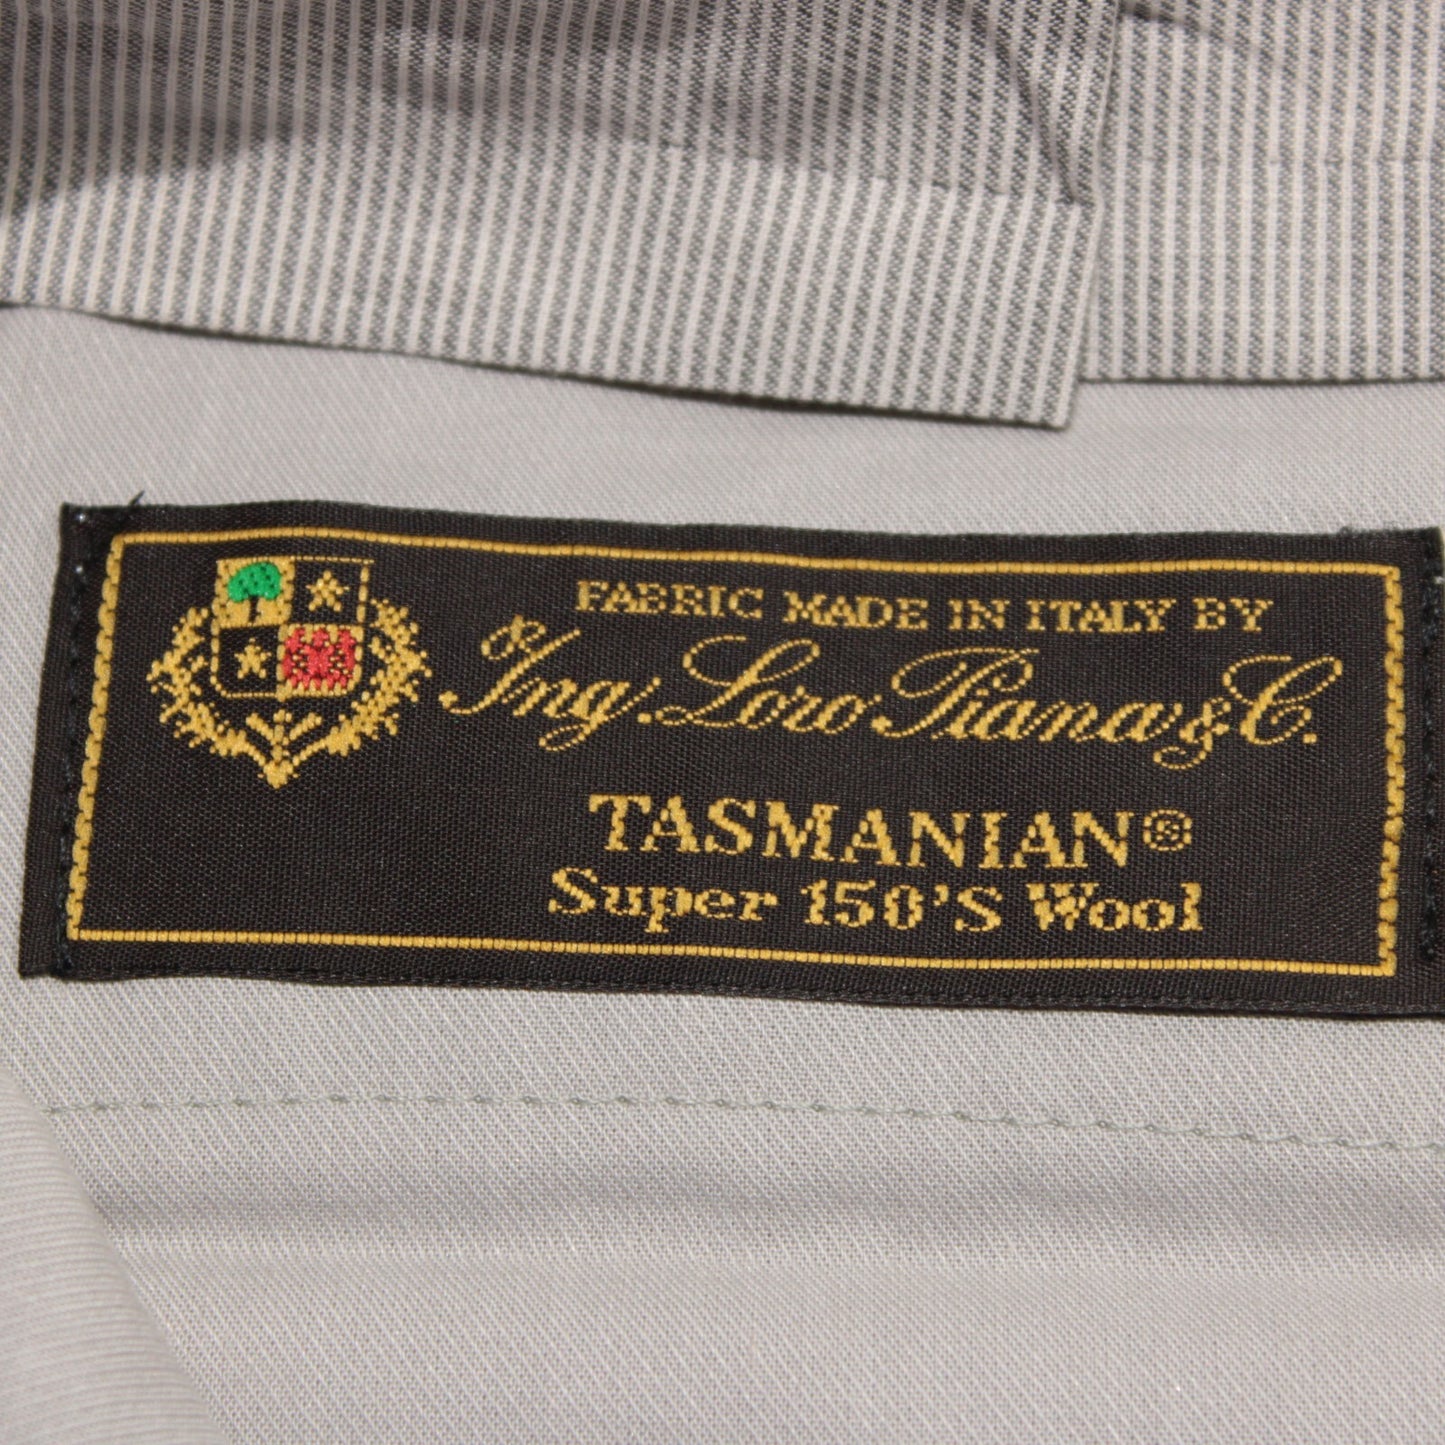 FABRIC MADE IN ITALY BY
Ing. Loro Piana & C.
TASMANIAN®
Super 150'S Wool